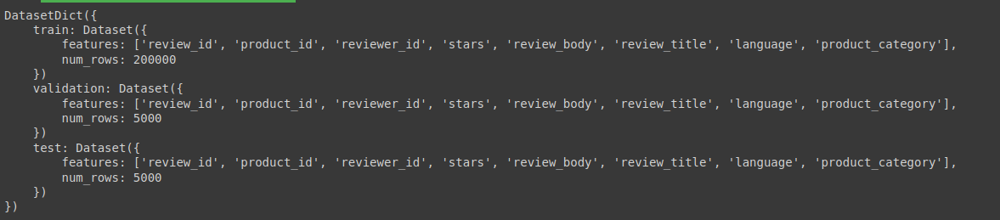 DatasetDict({
    train: Dataset({
        features: ['review_id', 'product_id', 'reviewer_id', 'stars', 'review_body', 'review_title', 'language', 'product_category'],
        num_rows: 200000
    })
    validation: Dataset({
        features: ['review_id', 'product_id', 'reviewer_id', 'stars', 'review_body', 'review_title', 'language', 'product_category'],
        num_rows: 5000
    })
    test: Dataset({
        features: ['review_id', 'product_id', 'reviewer_id', 'stars', 'review_body', 'review_title', 'language', 'product_category'],
        num_rows: 5000
    })
})